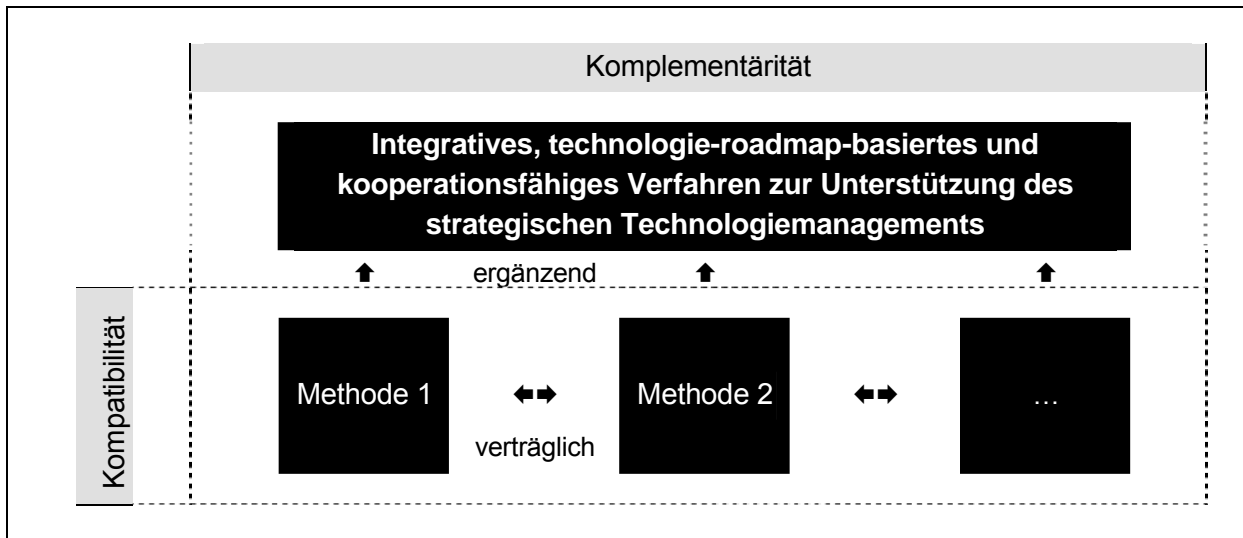 Komplementärität
Integratives, technologie-roadmap-basiertes und
kooperationsfähiges Verfahren zur Unterstützung des
strategischen Technologiemanagements
ergänzend
Kompatibilität
Methode 1
Methode 2
…
verträglich